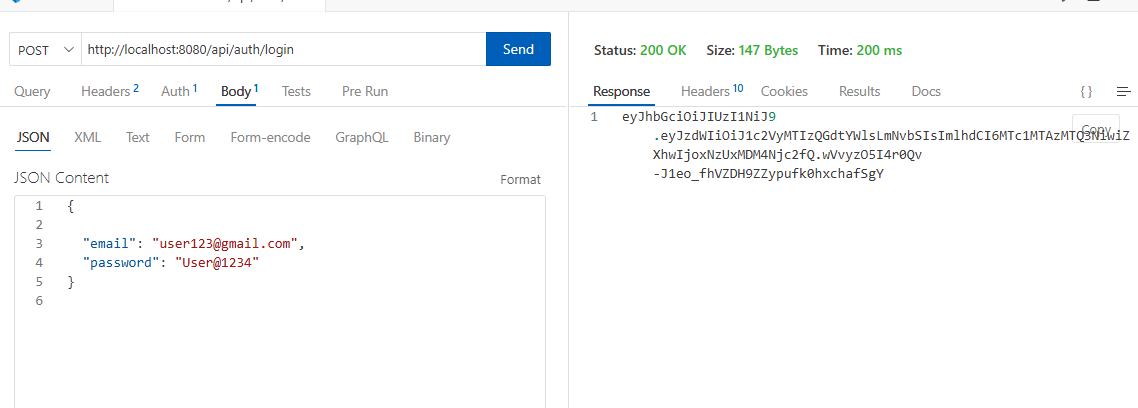 POST http://localhost:8080/api/auth/login Send
Status: 200 OK Size: 147 Bytes Time: 200 ms
Query Headers 2 Auth 1 Body 1 Tests Pre Run
Response Headers 10 Cookies Results Docs { }
JSON XML Text Form Form-encode GraphQL Binary
JSON Content Format
1 {
2
3 "email": "user123@gmail.com",
4 "password": "User@1234"
5 }
6
Copy
1 eyJhbGciOiJIUzI1NiJ9
.eyJzdWIiOiJ1c2VyMTIzQGdtYWlsLmNvbSIsImlhdCI6MTc1MTAzMTQ3NiwiZ
XhwIjoxNzUxMDM4Njc2fQ.wVvyzO5I4r0Qv
-J1eo_fhVZDH9ZZypufk0hxchafSgY